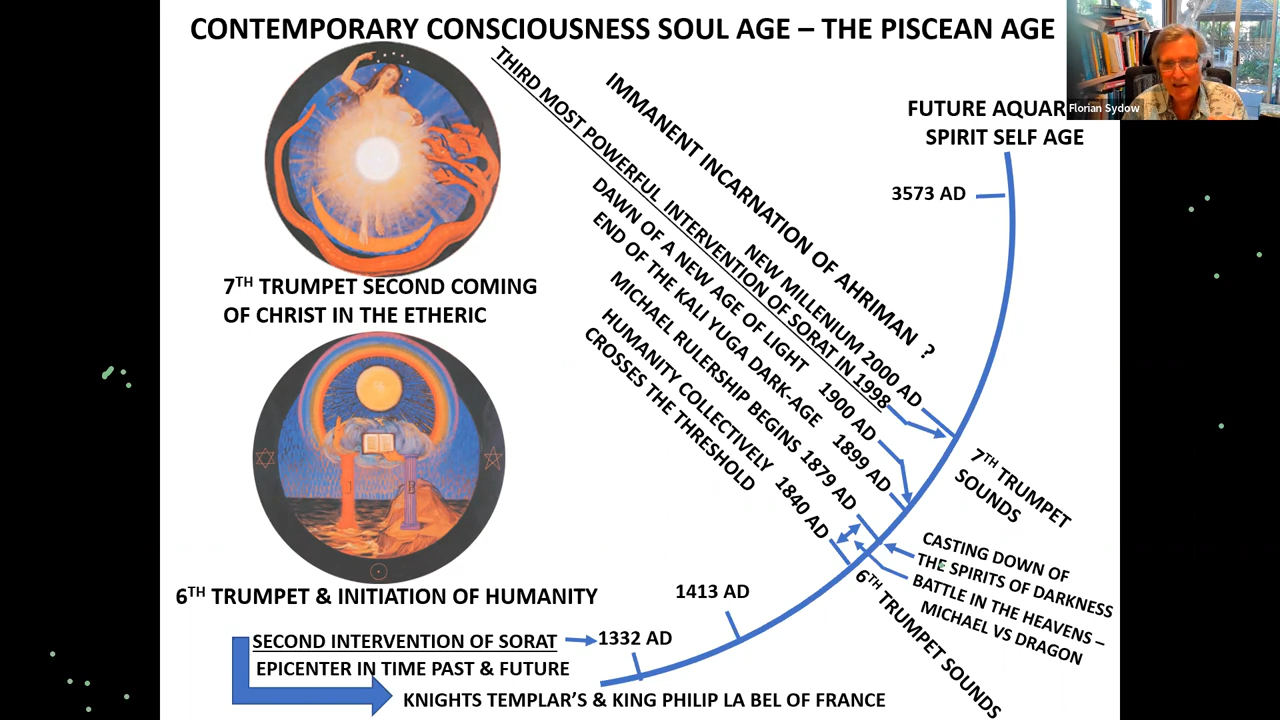 CONTEMPORARY CONSCIOUSNESS SOUL AGE – THE PISCEAN AGE
Florian Sydow
FUTURE AQUAR
SPIRIT SELF AGE
3573 AD
IMMANENT INCARNATION OF AHRIMAN ?
NEW MILLENIUM 2000 AD
THIRD MOST POWERFUL INTERVENTION OF SORAT IN 1998
DAWN OF A NEW AGE OF LIGHT 1900 AD
END OF THE KALI YUGA DARK-AGE 1899 AD
MICHAEL RULERSHIP BEGINS 1879 AD
HUMANITY COLLECTIVELY 1840 AD
CROSSES THE THRESHOLD
7TH TRUMPET SECOND COMING
OF CHRIST IN THE ETHERIC
7TH TRUMPET
SOUNDS
CASTING DOWN OF
THE SPIRITS OF DARKNESS
BATTLE IN THE HEAVENS –
MICHAEL VS DRAGON
6TH TRUMPET SOUNDS
J
B
6TH TRUMPET & INITIATION OF HUMANITY
1413 AD
SECOND INTERVENTION OF SORAT
1332 AD
EPICENTER IN TIME PAST & FUTURE
KNIGHTS TEMPLAR'S & KING PHILIP LA BEL OF FRANCE